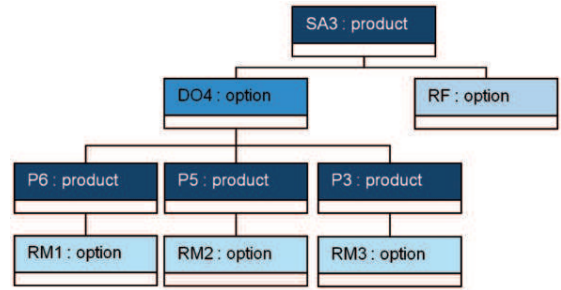 SA3 : product
DO4 : option
RF : option
P6 : product
P5 : product
P3 : product
RM1 : option
RM2 : option
RM3 : option